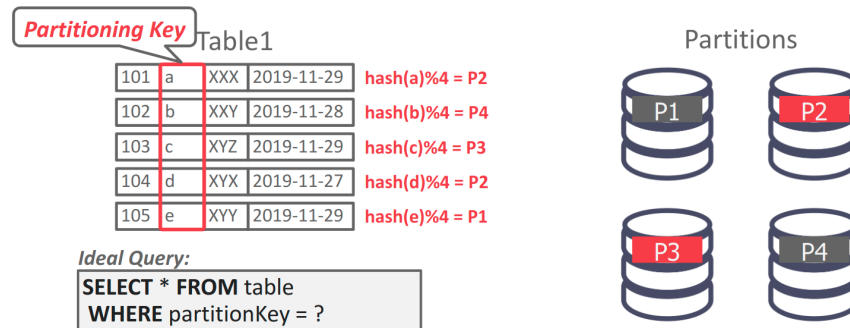 Partitioning Key
Table1
101 a XXX 2019-11-29 hash(a)%4 = P2
102 b XXY 2019-11-28 hash(b)%4 = P4
103 c XYZ 2019-11-29 hash(c)%4 = P3
104 d XYX 2019-11-27 hash(d)%4 = P2
105 e XYY 2019-11-29 hash(e)%4 = P1
Ideal Query:
SELECT * FROM table
WHERE partitionKey = ?
Partitions
P1 P2
P3 P4